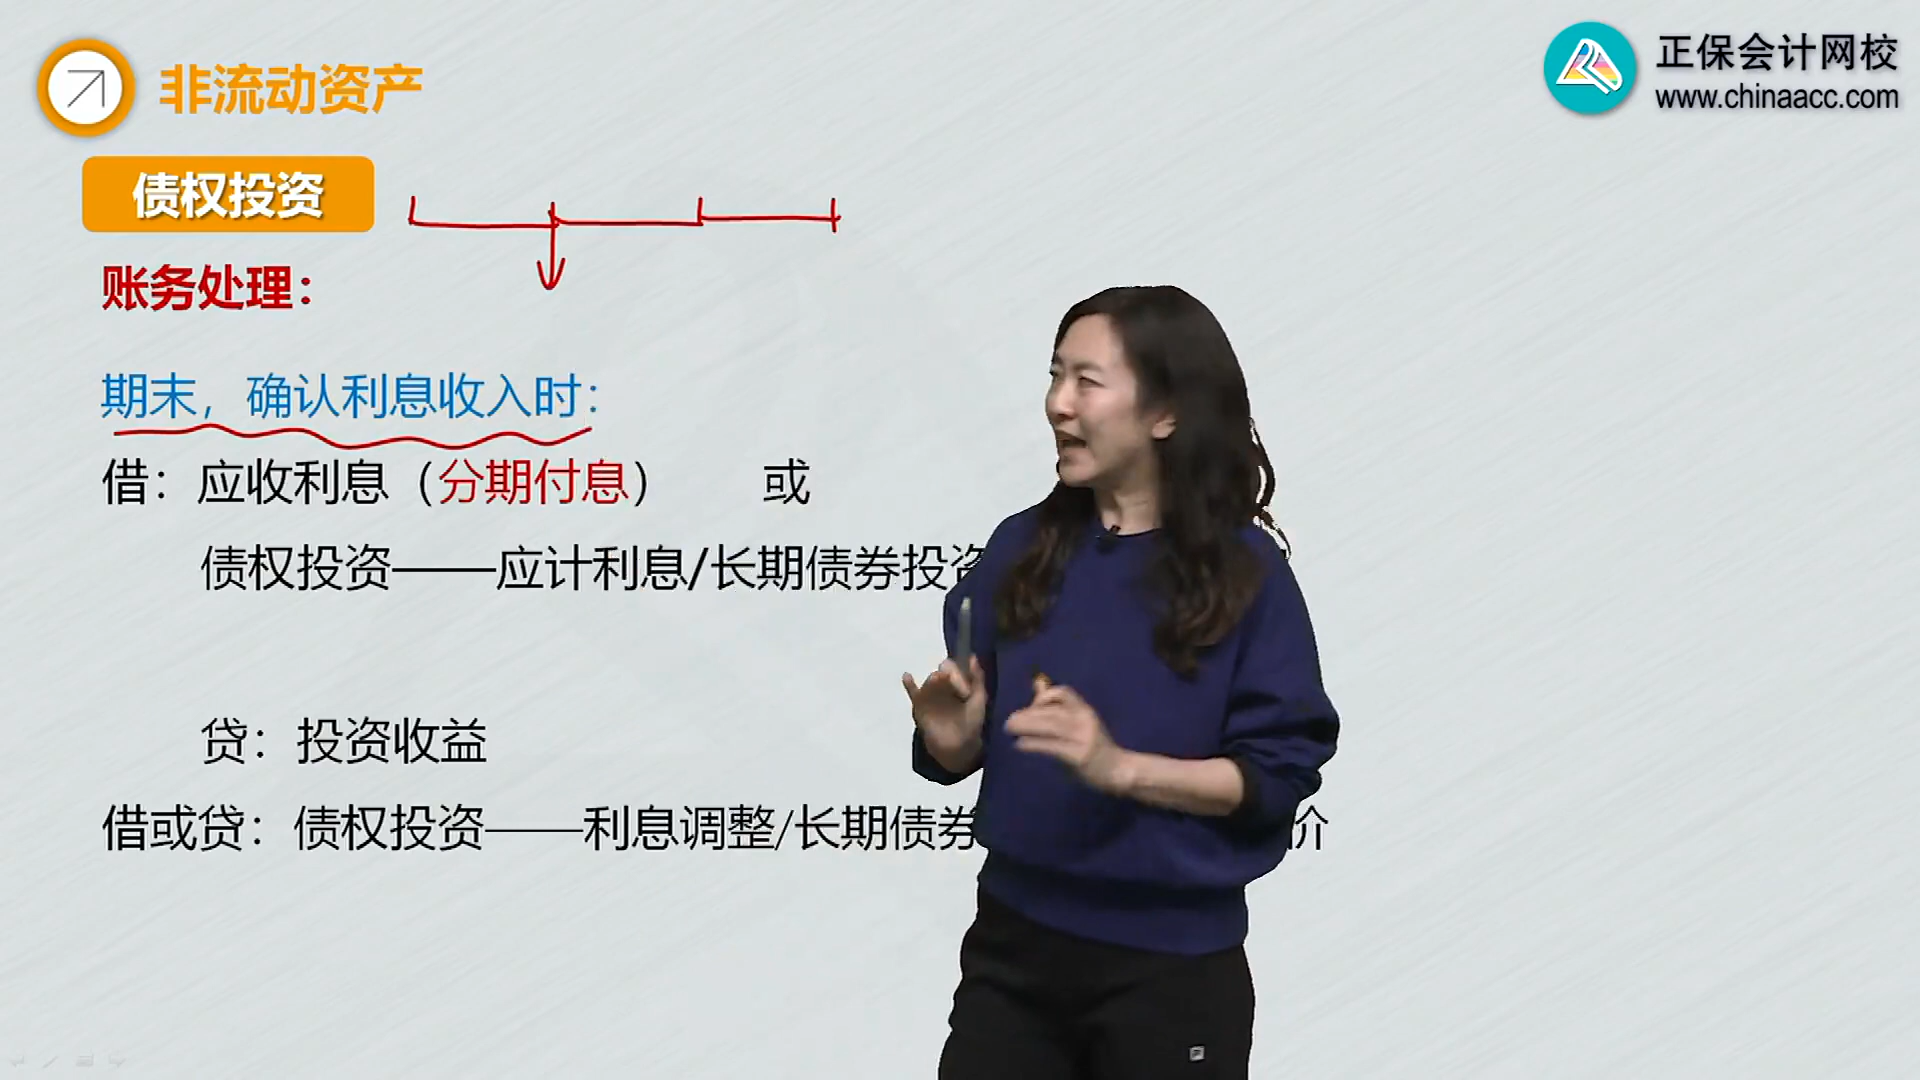 非流动资产
正保会计网校
www.chinaacc.com
债权投资
账务处理：
期末，确认利息收入时：
借：应收利息（分期付息） 或
债权投资——应计利息/长期债券投资
贷：投资收益
借或贷：债权投资——利息调整/长期债券 价